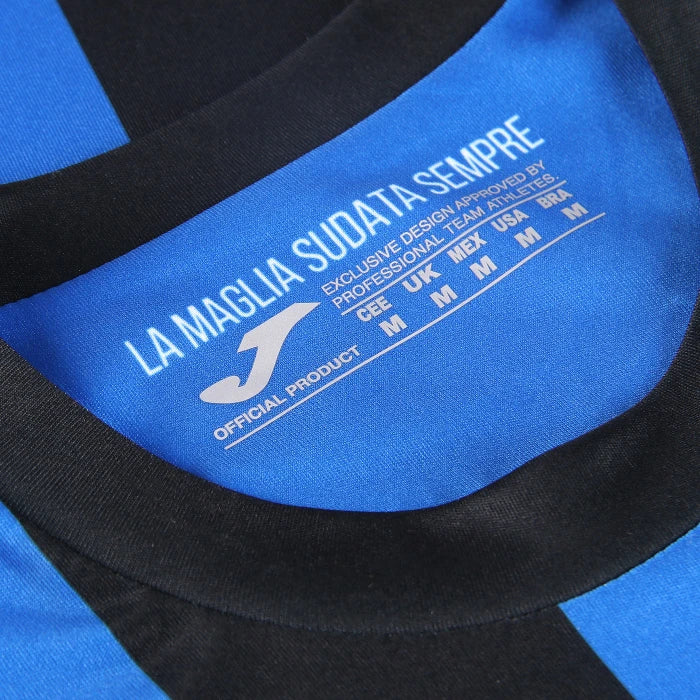 LA MAGLIA SUDATA SEMPRE
EXCLUSIVE DESIGN APPROVED BY
PROFESSIONAL TEAM ATHLETES.
CEE UK MEX USA BRA
M M M M M
OFFICIAL PRODUCT